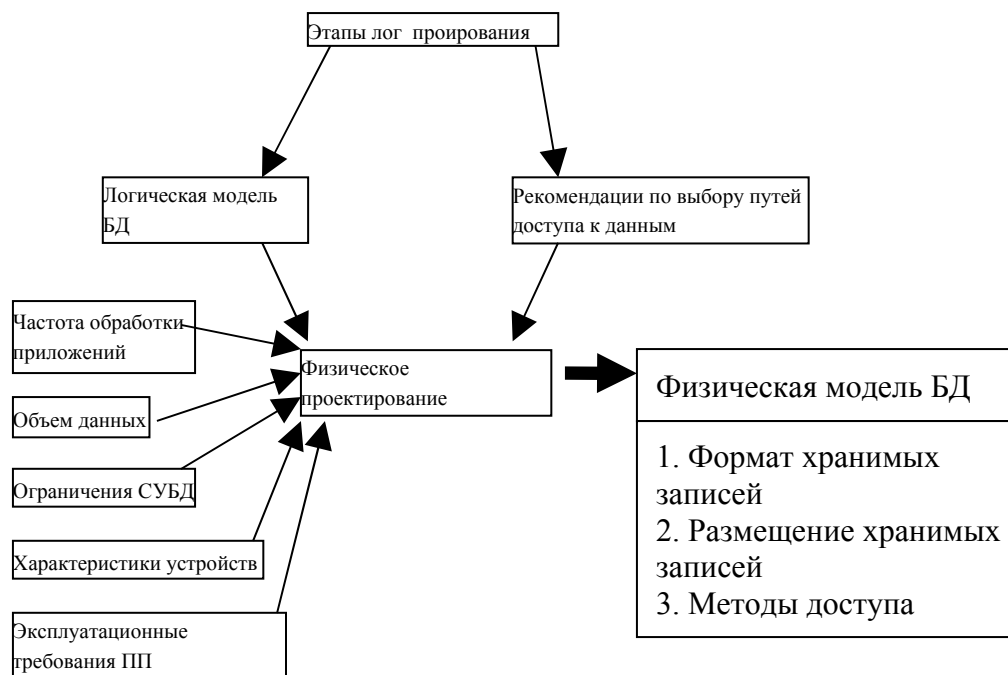 Этапы лог проирования
Логическая модель
БД
Рекомендации по выбору путей
доступа к данным
Частота обработки
приложений
Физическое
проектирование
Объем данных
Ограничения СУБД
Характеристики устройств
Эксплуатационные
требования ПП
Физическая модель БД
1. Формат хранимых
записей
2. Размещение хранимых
записей
3. Методы доступа